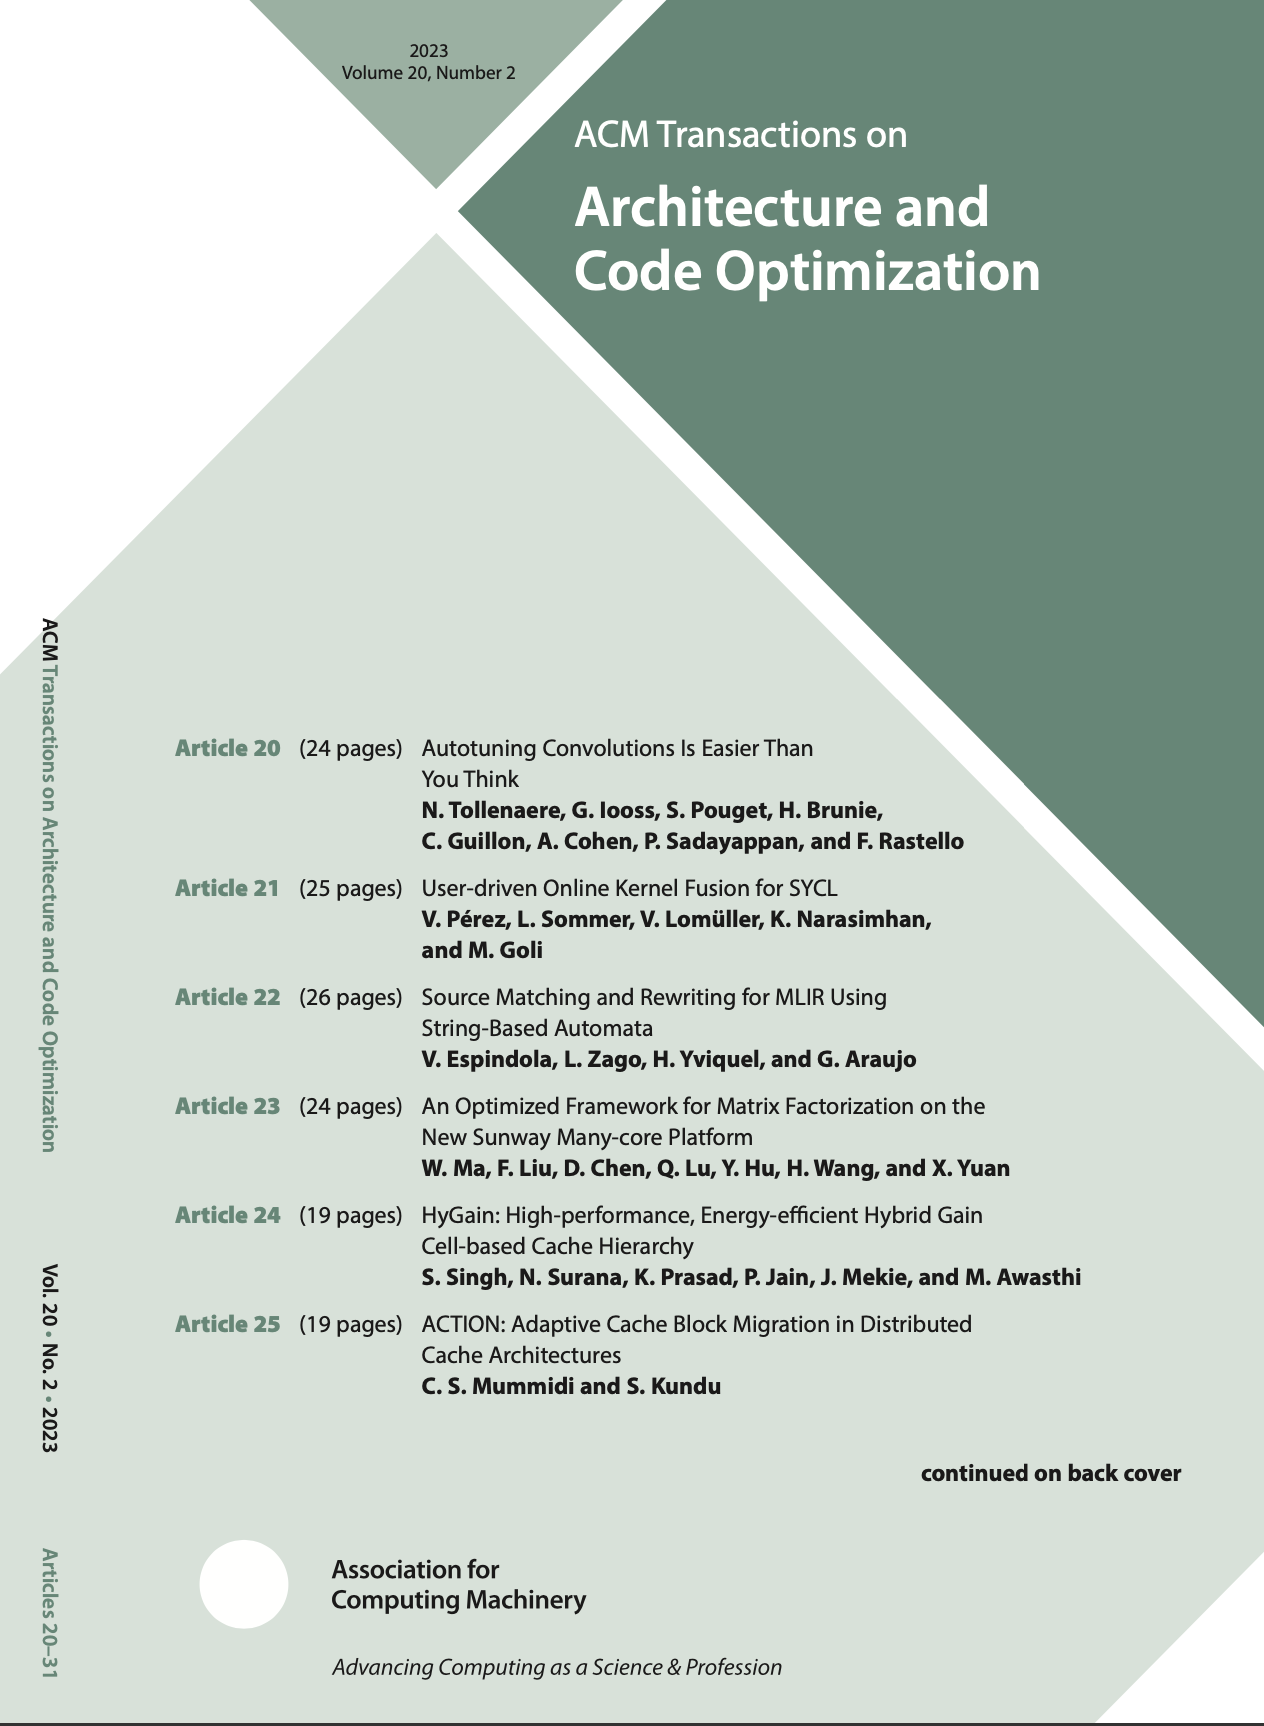 2023
Volume 20, Number 2
ACM Transactions on
Architecture and
Code Optimization
ACM Transactions on Architecture and Code Optimization
Vol. 20 • No. 2 • 2023
Articles 20–31
Article 20 (24 pages) Autotuning Convolutions Is Easier Than
You Think
N. Tollenaere, G. Iooss, S. Pouget, H. Brunie,
C. Guillon, A. Cohen, P. Sadayappan, and F. Rastello
Article 21 (25 pages) User-driven Online Kernel Fusion for SYCL
V. Pérez, L. Sommer, V. Lomüller, K. Narasimhan,
and M. Goli
Article 22 (26 pages) Source Matching and Rewriting for MLIR Using
String-Based Automata
V. Espindola, L. Zago, H. Yviquel, and G. Araujo
Article 23 (24 pages) An Optimized Framework for Matrix Factorization on the
New Sunway Many-core Platform
W. Ma, F. Liu, D. Chen, Q. Lu, Y. Hu, H. Wang, and X. Yuan
Article 24 (19 pages) HyGain: High-performance, Energy-efficient Hybrid Gain
Cell-based Cache Hierarchy
S. Singh, N. Surana, K. Prasad, P. Jain, J. Mekie, and M. Awasthi
Article 25 (19 pages) ACTION: Adaptive Cache Block Migration in Distributed
Cache Architectures
C. S. Mummidi and S. Kundu
continued on back cover
Association for
Computing Machinery
Advancing Computing as a Science & Profession